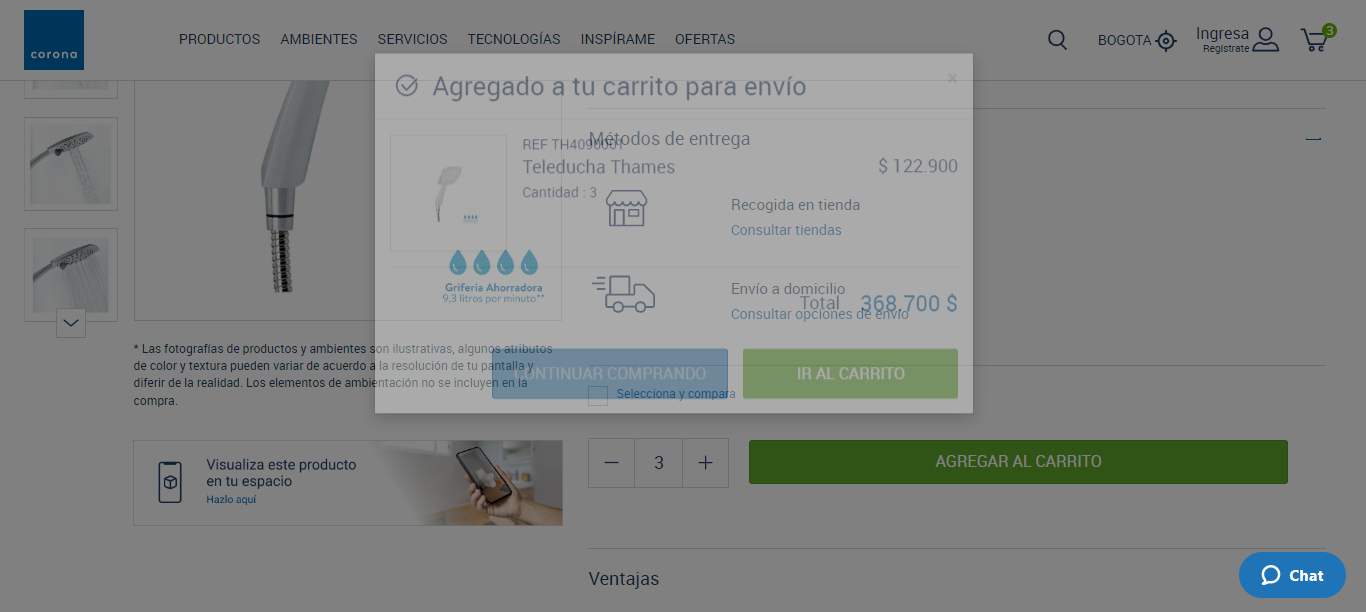 corona
PRODUCTOS AMBIENTES SERVICIOS TECNOLOGÍAS INSPÍRAME OFERTAS
BOGOTA
Ingresa
Regístrate
3
Agregado a tu carrito para envío
×
Métodos de entrega
REF TH4090001
Teleducha Thames
$ 122.900
Cantidad : 3
Recogida en tienda
Consultar tiendas
Grifería Ahorradora
9,3 litros por minuto**
Envío a domicilio
Consultar opciones de envío
Total 368.700 $
* Las fotografías de productos y ambientes son ilustrativas, algunos atributos
de color y textura pueden variar de acuerdo a la resolución de tu pantalla y
diferir de la realidad. Los elementos de ambientación no se incluyen en la
compra.
CONTINUAR COMPRANDO
IR AL CARRITO
Selecciona y compara
Visualiza este producto
en tu espacio
Hazlo aquí
3
AGREGAR AL CARRITO
Ventajas
Chat